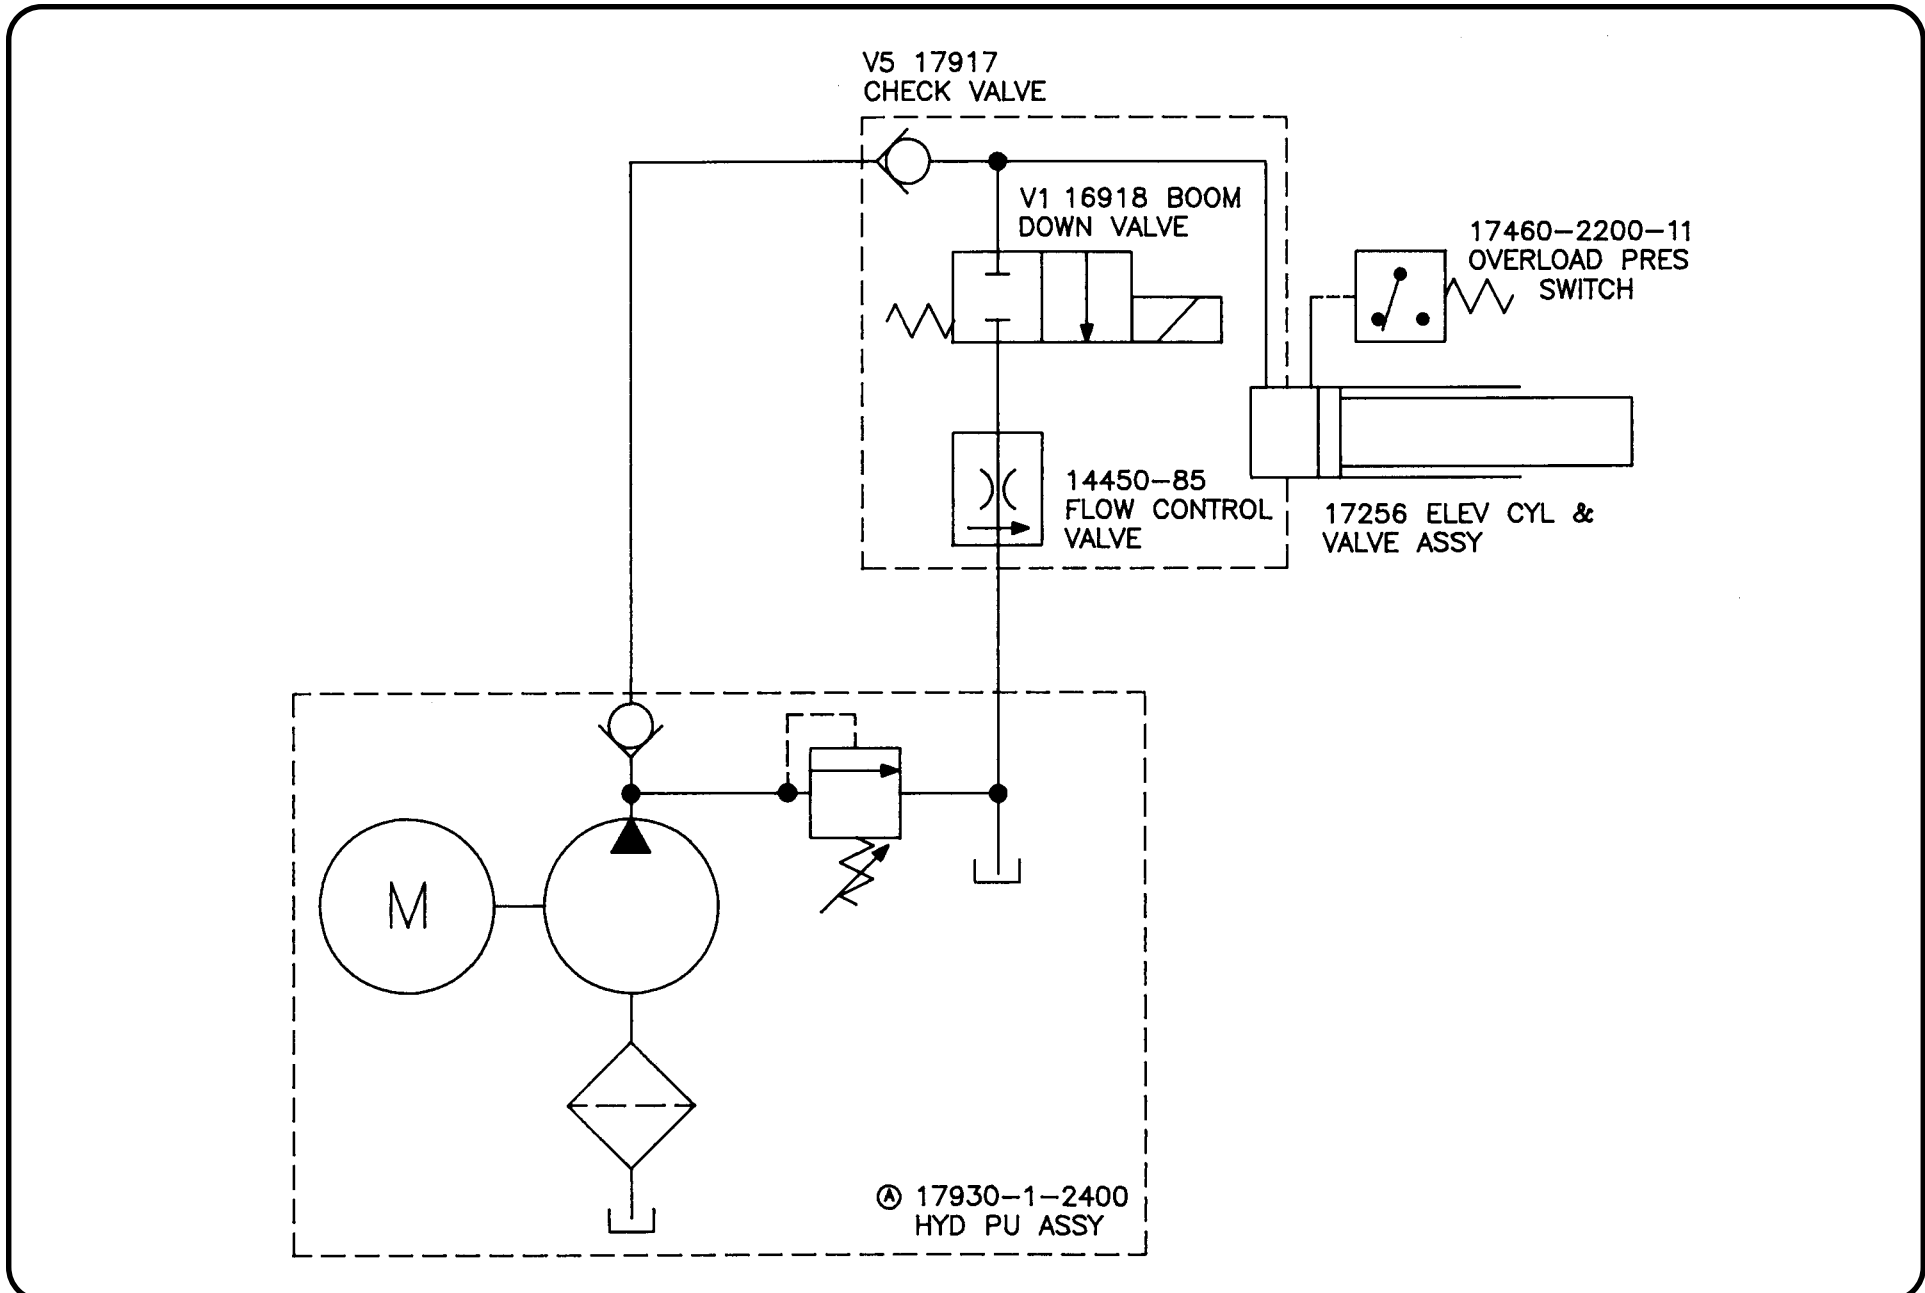 V5 17917
CHECK VALVE
V1 16918 BOOM
DOWN VALVE
17460-2200-11
OVERLOAD PRES
SWITCH
14450-85
FLOW CONTROL
VALVE
17256 ELEV CYL &
VALVE ASSY
M
Ⓐ 17930-1-2400
HYD PU ASSY